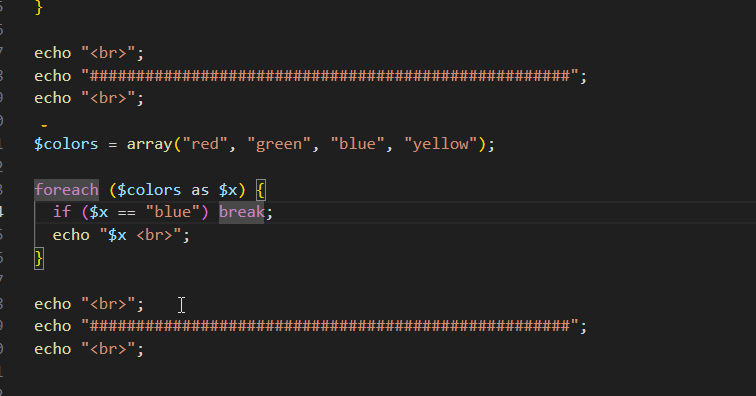 }
echo "<br>";
echo "####################################################";
echo "<br>";
$colors = array("red", "green", "blue", "yellow");
foreach ($colors as $x) {
  if ($x == "blue") break;
  echo "$x <br>";
}
echo "<br>";
echo "####################################################";
echo "<br>";